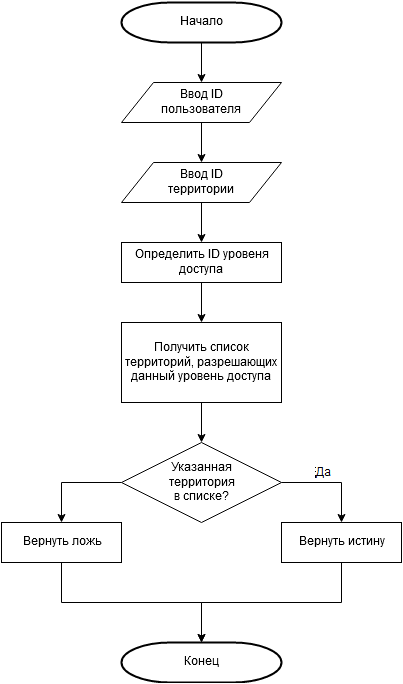 Начало
Ввод ID
пользователя
Ввод ID
территории
Определить ID уровеня
доступа
Получить список
территорий, разрешающих
данный уровень доступа
Указанная
территория
в списке?
Да
Вернуть ложь
Вернуть истину
Конец